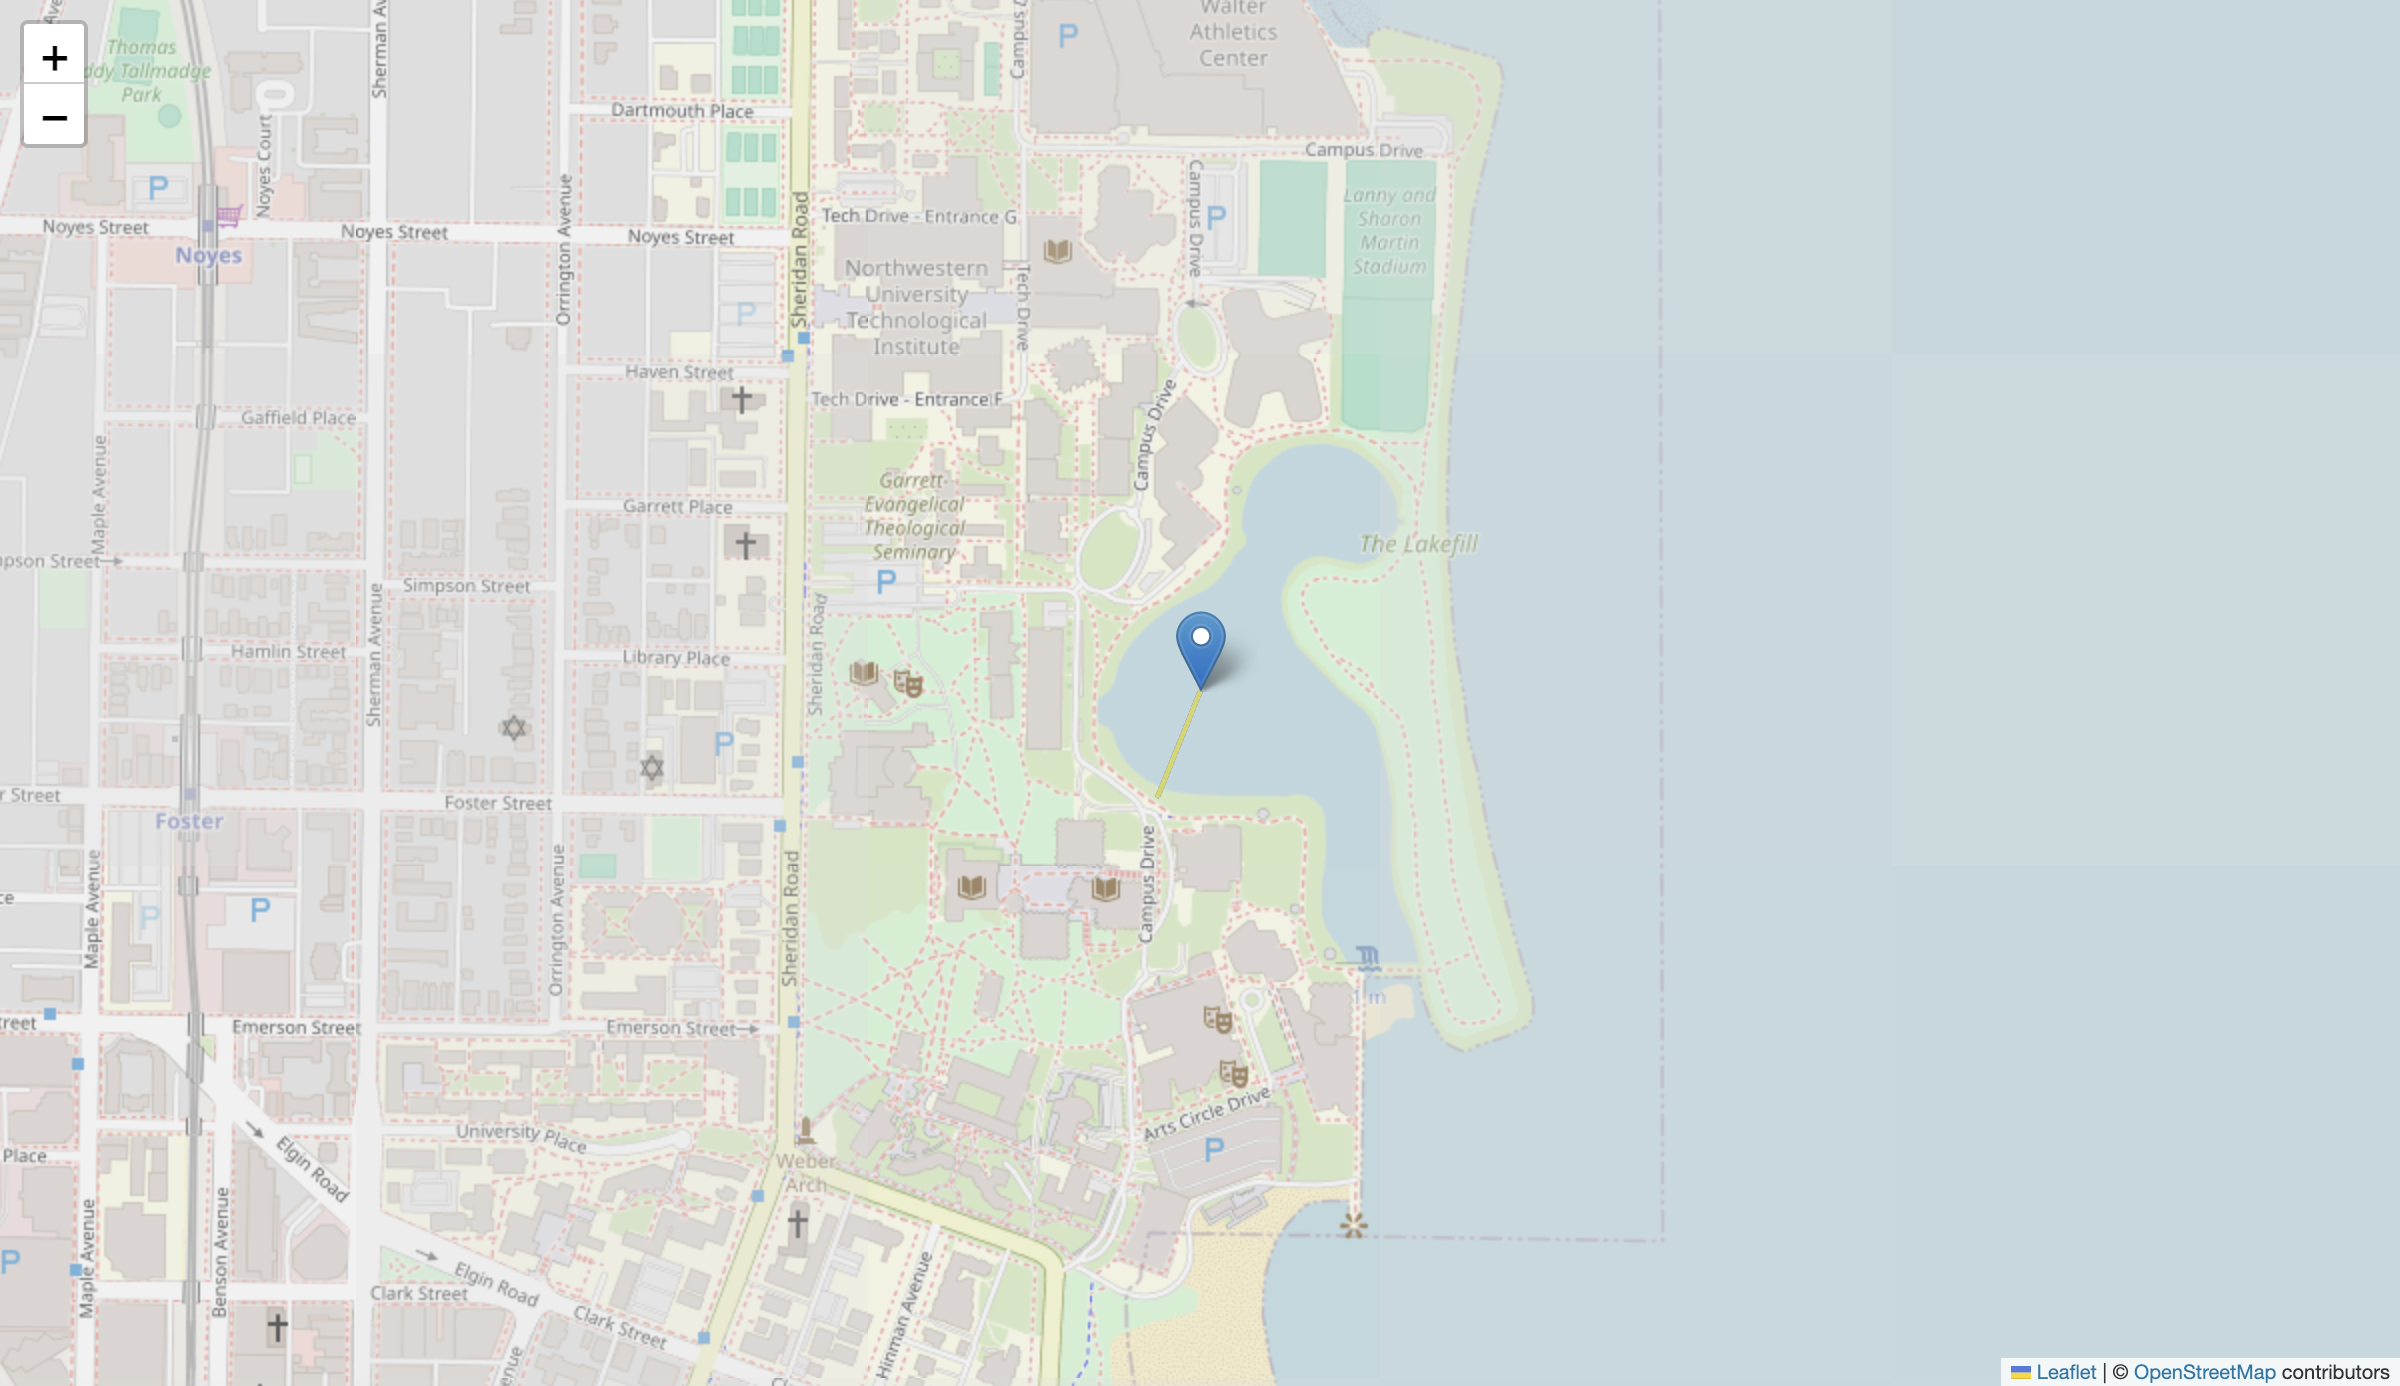 +
−
Thomas
ddy Tallmadge
Park
Sherman Av
Noyes Court
Dartmouth Place
Campus D
P
Walter
Athletics
Center
Campus Drive
P
Noyes Street
Noyes Street
Noyes Street
Noyes
Orrington Avenue
Sheridan Road
P
Tech Drive - Entrance G
Northwestern
University
Technological
Institute
Tech Drive
Tech Drive - Entrance F
Campus Drive
P
Lanny and
Sharon
Martin
Stadium
Haven Street
Gaffield Place
Maple Avenue
Campus Drive
Garrett Place
Garrett-
Evangelical
Theological
Seminary
The Lakefill
pson Street
Simpson Street
P
Sherman Avenue
Hamlin Street
Library Place
Sheridan Road
P
r Street
Foster Street
Foster
Maple Avenue
P
P
Orrington Avenue
Sheridan Road
Campus Drive
1 m
reet
Emerson Street
Emerson Street
Arts Circle Drive
P
University Place
Weber
Arch
Place
Elgin Road
Maple Avenue
Benson Avenue
P
Elgin Road
Clark Street
Clark Street
Hinman Avenue
enue
Leaflet | © OpenStreetMap contributors